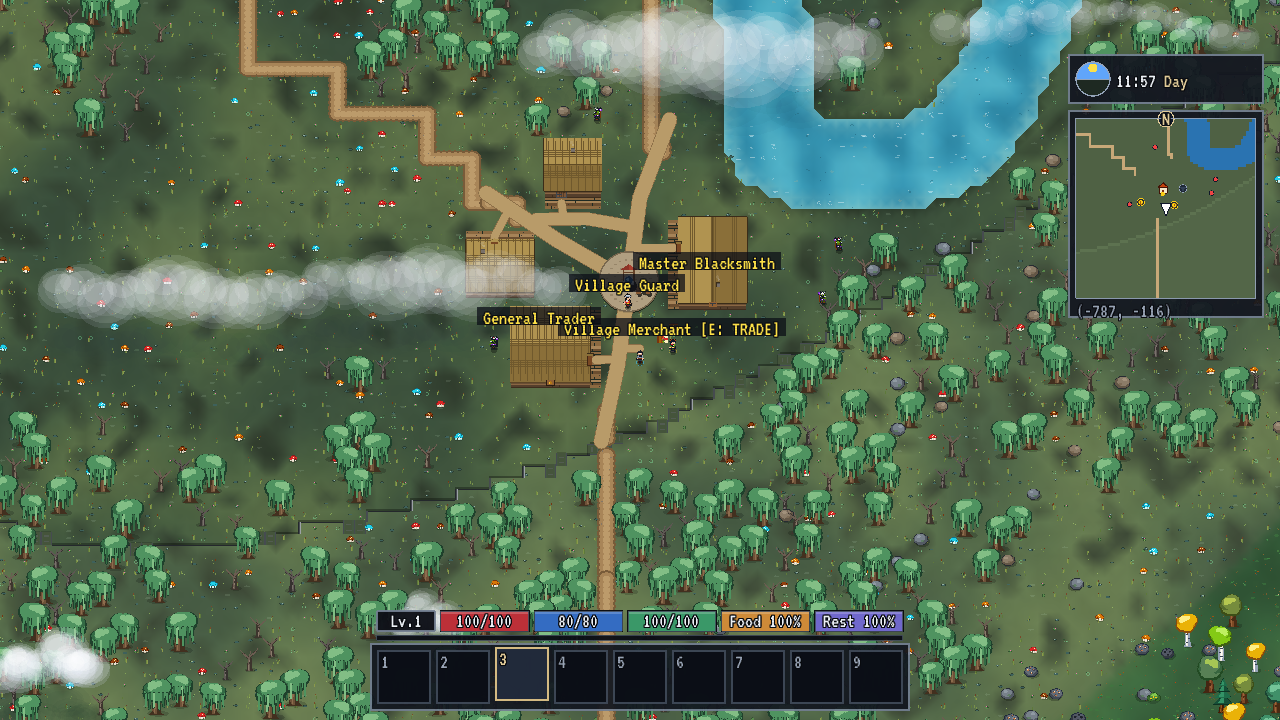 11:57 Day
N
(-787, -116)
Master Blacksmith
Village Guard
General Trader
Village Merchant [E: TRADE]
Lv.1
100/100
80/80
100/100
Food 100%
Rest 100%
1
2
3
4
5
6
7
8
9